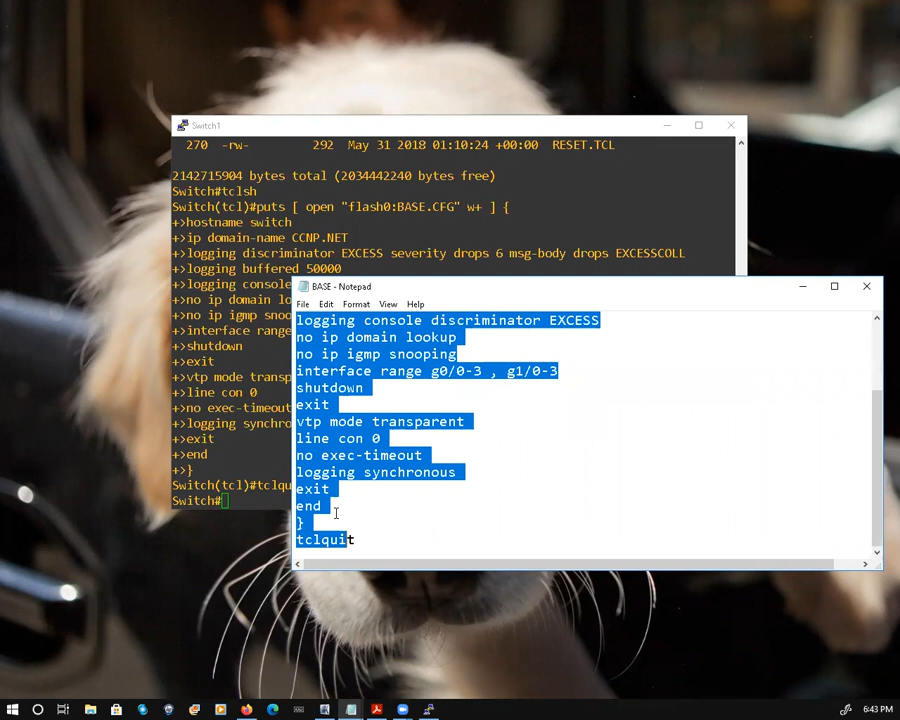 Switch1
270 -rw- 292 May 31 2018 01:10:24 +00:00 RESET.TCL
2142715904 bytes total (2034442240 bytes free)
Switch#tclsh
Switch(tcl)#puts [ open "flash0:BASE.CFG" w+ ] {
+>hostname switch
+>ip domain-name CCNP.NET
+>logging discriminator EXCESS severity drops 6 msg-body drops EXCESSCOLL
+>logging buffered 50000
+>logging console
+>no ip domain lo
+>no ip igmp snoo
+>interface range
+>shutdown
+>exit
+>vtp mode transp
+>line con 0
+>no exec-timeout
+>logging synchro
+>exit
+>end
+>}
Switch(tcl)#tclqu
Switch#
BASE - Notepad
File Edit Format View Help
logging console discriminator EXCESS
no ip domain lookup
no ip igmp snooping
interface range g0/0-3 , g1/0-3
shutdown
exit
vtp mode transparent
line con 0
no exec-timeout
logging synchronous
exit
end
}
tclquit
6:43 PM